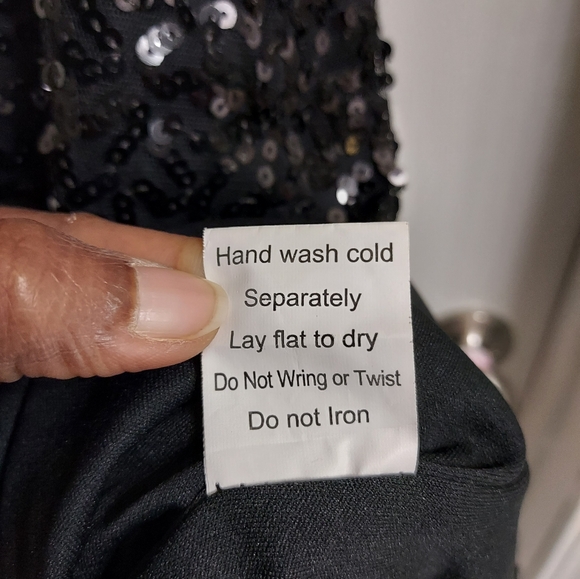 Hand wash cold
Separately
Lay flat to dry
Do Not Wring or Twist
Do not Iron